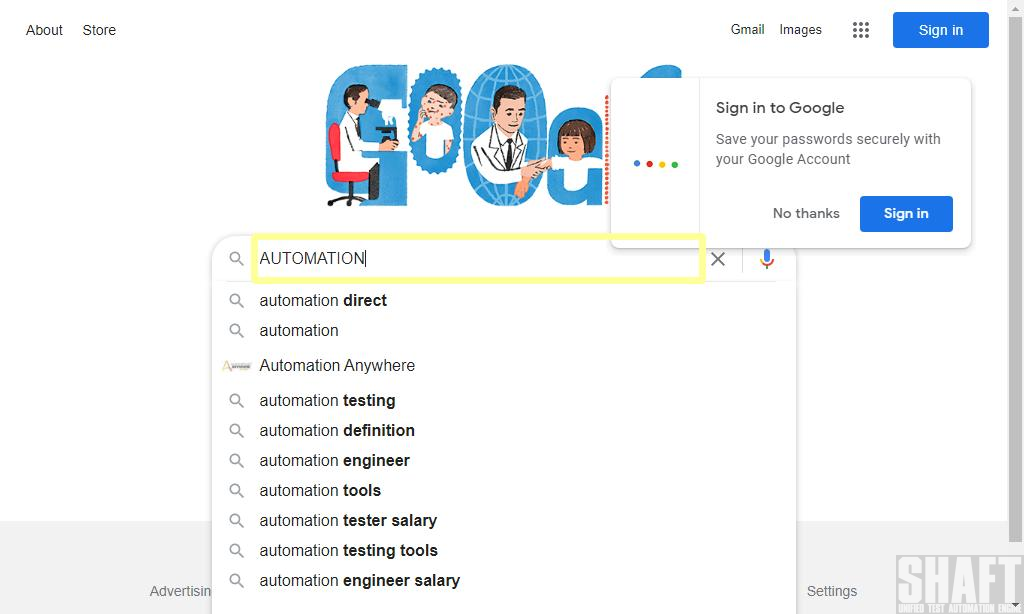 About Store
Gmail Images
Sign in
Sign in to Google
Save your passwords securely with
your Google Account
No thanks Sign in
AUTOMATION
automation direct
automation
Automation Anywhere
automation testing
automation definition
automation engineer
automation tools
automation tester salary
automation testing tools
automation engineer salary
Advertisin
Settings
SHAFT
UNIFIED TEST AUTOMATION ENGINE